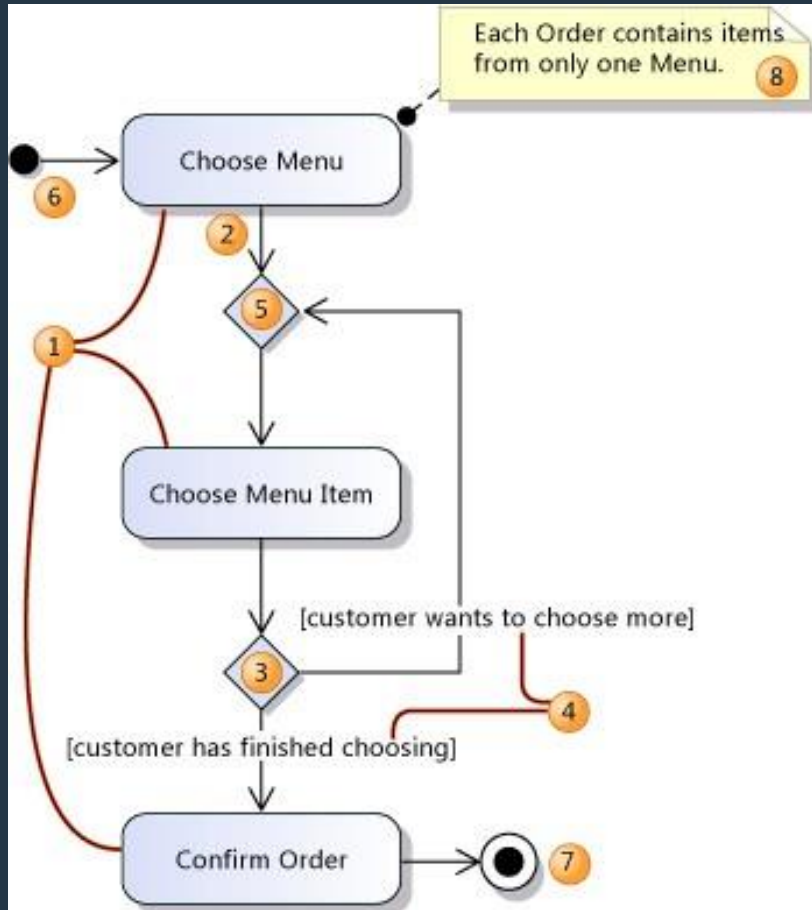 Each Order contains items
from only one Menu.
8
Choose Menu
6
2
5
1
Choose Menu Item
[customer wants to choose more]
3
4
[customer has finished choosing]
Confirm Order
7